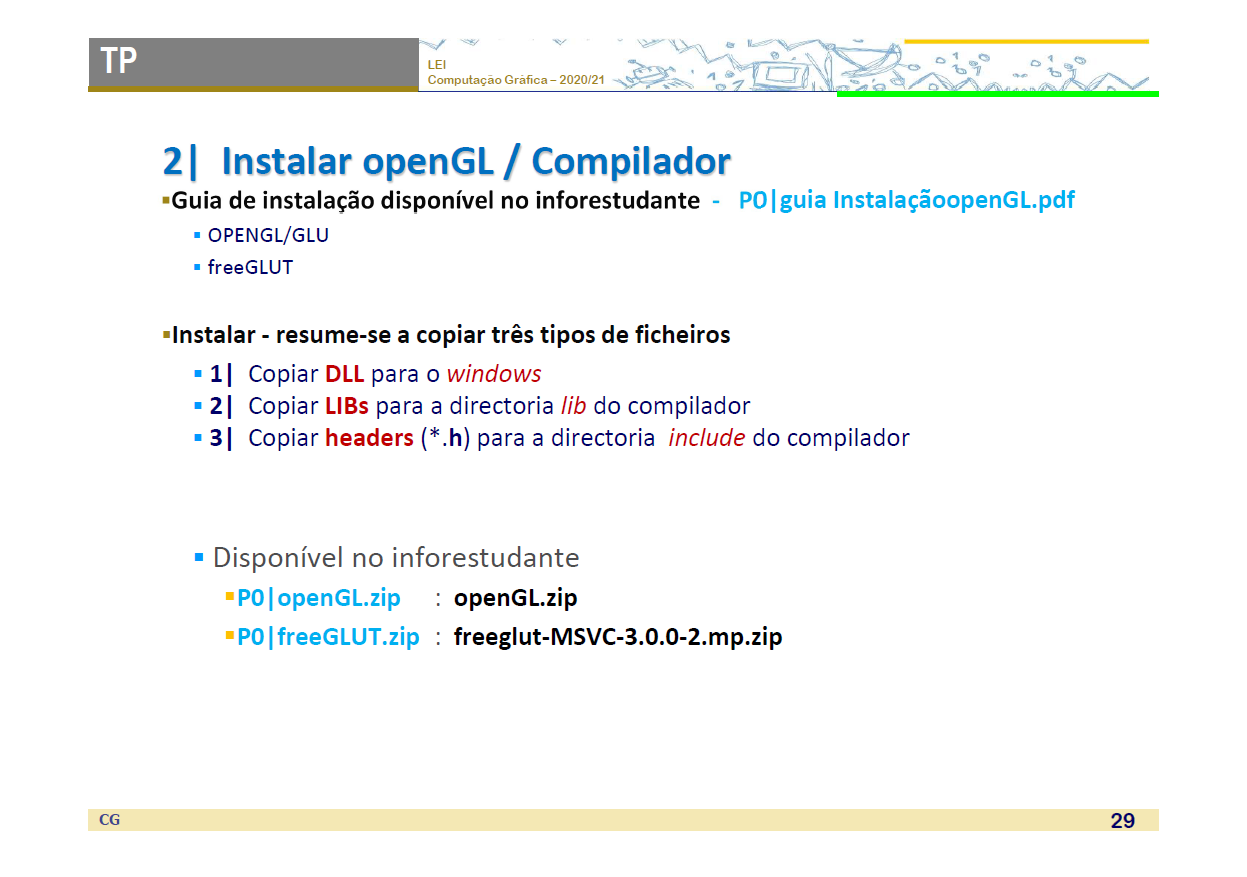 TP
LEI
Computação Gráfica – 2020/21
2| Instalar openGL / Compilador
▪Guia de instalação disponível no inforestudante - P0|guia InstalaçãoopenGL.pdf
▪ OPENGL/GLU
▪ freeGLUT
▪Instalar - resume-se a copiar três tipos de ficheiros
▪ 1| Copiar DLL para o windows
▪ 2| Copiar LIBs para a directoria lib do compilador
▪ 3| Copiar headers (*.h) para a directoria include do compilador
▪ Disponível no inforestudante
▪P0|openGL.zip : openGL.zip
▪P0|freeGLUT.zip : freeglut-MSVC-3.0.0-2.mp.zip
CG
29